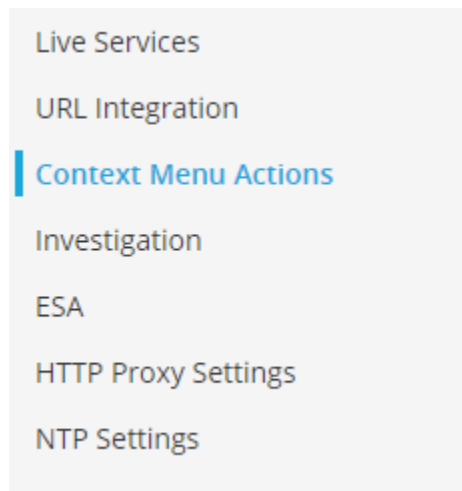 Live Services
URL Integration
Context Menu Actions
Investigation
ESA
HTTP Proxy Settings
NTP Settings